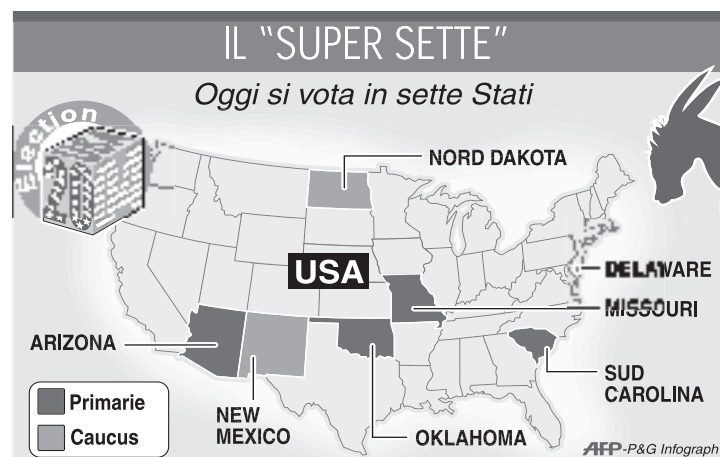 IL "SUPER SETTE"
Oggi si vota in sette Stati
Election
NORD DAKOTA
USA
DELAWARE
MISSOURI
ARIZONA
SUD
CAROLINA
Primarie
Caucus
NEW
MEXICO
OKLAHOMA
AFP-P&G Infograph